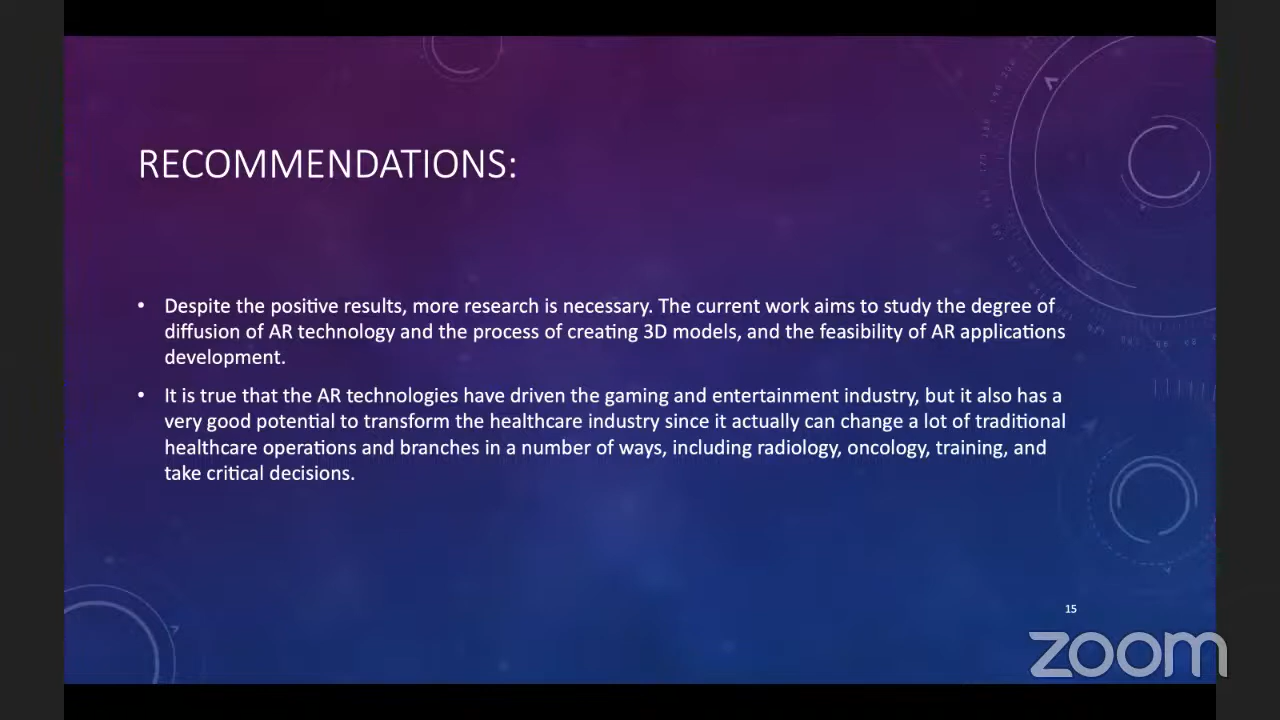 RECOMMENDATIONS:
• Despite the positive results, more research is necessary. The current work aims to study the degree of
diffusion of AR technology and the process of creating 3D models, and the feasibility of AR applications
development.
• It is true that the AR technologies have driven the gaming and entertainment industry, but it also has a
very good potential to transform the healthcare industry since it actually can change a lot of traditional
healthcare operations and branches in a number of ways, including radiology, oncology, training, and
take critical decisions.
15
zoom